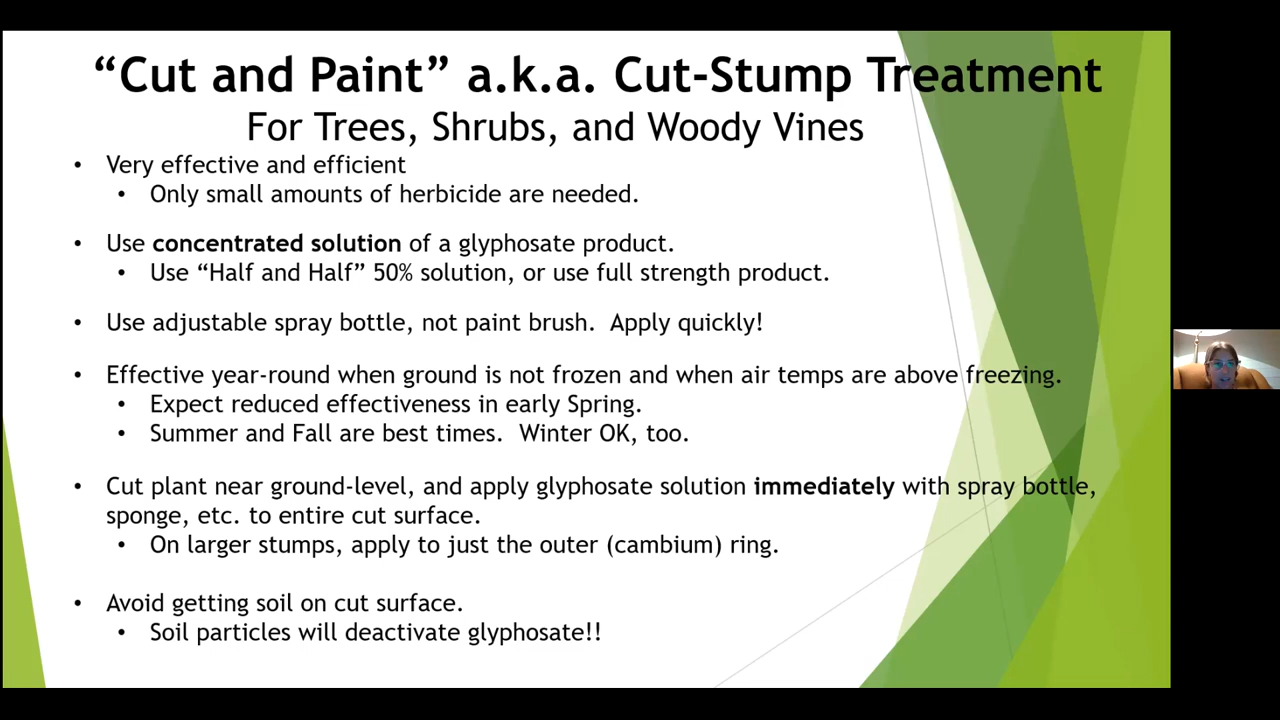 “Cut and Paint” a.k.a. Cut-Stump Treatment
For Trees, Shrubs, and Woody Vines
• Very effective and efficient
• Only small amounts of herbicide are needed.
• Use concentrated solution of a glyphosate product.
• Use “Half and Half” 50% solution, or use full strength product.
• Use adjustable spray bottle, not paint brush.  Apply quickly!
• Effective year-round when ground is not frozen and when air temps are above freezing.
• Expect reduced effectiveness in early Spring.
• Summer and Fall are best times.  Winter OK, too.
• Cut plant near ground-level, and apply glyphosate solution immediately with spray bottle,
sponge, etc. to entire cut surface.
• On larger stumps, apply to just the outer (cambium) ring.
• Avoid getting soil on cut surface.
• Soil particles will deactivate glyphosate!!